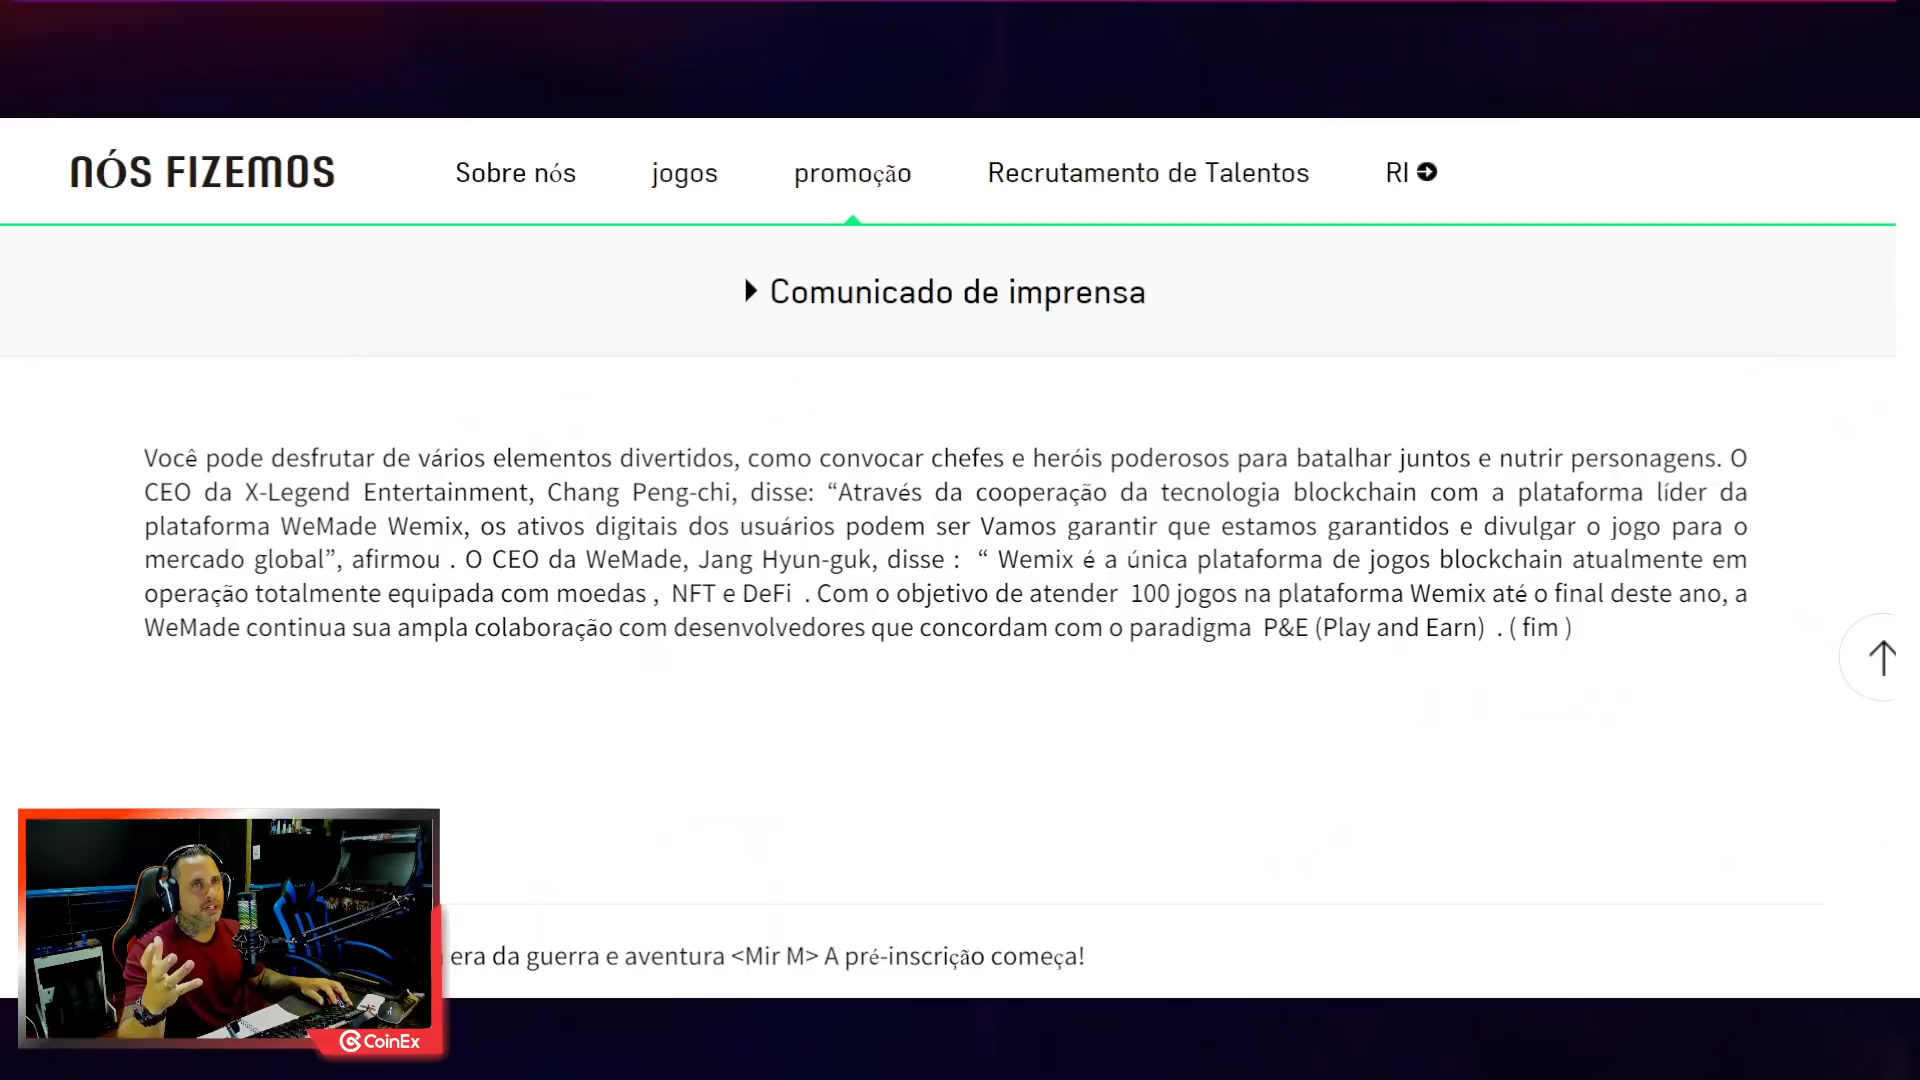 NÓS FIZEMOS
Sobre nós
jogos
promoção
Recrutamento de Talentos
RI
Comunicado de imprensa
Você pode desfrutar de vários elementos divertidos, como convocar chefes e heróis poderosos para batalhar juntos e nutrir personagens. O
CEO da X-Legend Entertainment, Chang Peng-chi, disse: “Através da cooperação da tecnologia blockchain com a plataforma líder da
plataforma WeMade Wemix, os ativos digitais dos usuários podem ser Vamos garantir que estamos garantidos e divulgar o jogo para o
mercado global”, afirmou . O CEO da WeMade, Jang Hyun-guk, disse : “ Wemix é a única plataforma de jogos blockchain atualmente em
operação totalmente equipada com moedas , NFT e DeFi . Com o objetivo de atender 100 jogos na plataforma Wemix até o final deste ano, a
WeMade continua sua ampla colaboração com desenvolvedores que concordam com o paradigma P&E (Play and Earn) . ( fim )
era da guerra e aventura <Mir M> A pré-inscrição começa!
CoinEx